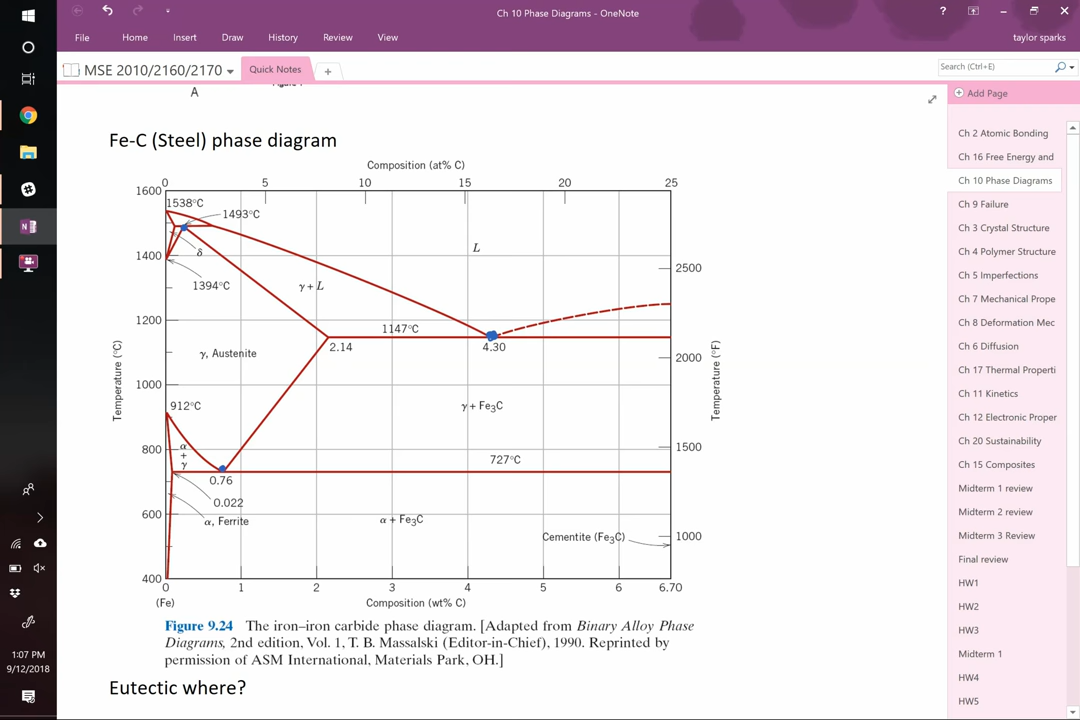 Ch 10 Phase Diagrams - OneNote
?
File Home Insert Draw History Review View
taylor sparks
MSE 2010/2160/2170
Quick Notes
+
Search (Ctrl+E)
A
Add Page
Fe-C (Steel) phase diagram
Composition (at% C)
0 5 10 15 20 25
1600
1538°C
1493°C
δ
L
1400
2500
1394°C
γ + L
1200
1147°C
2.14
4.30
2000
γ, Austenite
Temperature (°C)
Temperature (°F)
1000
912°C
γ + Fe3C
1500
800
α
+
γ
727°C
0.76
0.022
600
α, Ferrite
α + Fe3C
Cementite (Fe3C)
1000
400
0 1 2 3 4 5 6 6.70
(Fe)
Composition (wt% C)
Figure 9.24 The iron–iron carbide phase diagram. [Adapted from Binary Alloy Phase
Diagrams, 2nd edition, Vol. 1, T. B. Massalski (Editor-in-Chief), 1990. Reprinted by
permission of ASM International, Materials Park, OH.]
Eutectic where?
Ch 2 Atomic Bonding
Ch 16 Free Energy and
Ch 10 Phase Diagrams
Ch 9 Failure
Ch 3 Crystal Structure
Ch 4 Polymer Structure
Ch 5 Imperfections
Ch 7 Mechanical Prope
Ch 8 Deformation Mec
Ch 6 Diffusion
Ch 17 Thermal Properti
Ch 11 Kinetics
Ch 12 Electronic Proper
Ch 20 Sustainability
Ch 15 Composites
Midterm 1 review
Midterm 2 review
Midterm 3 Review
Final review
HW1
HW2
HW3
Midterm 1
HW4
HW5
N
1:07 PM
9/12/2018